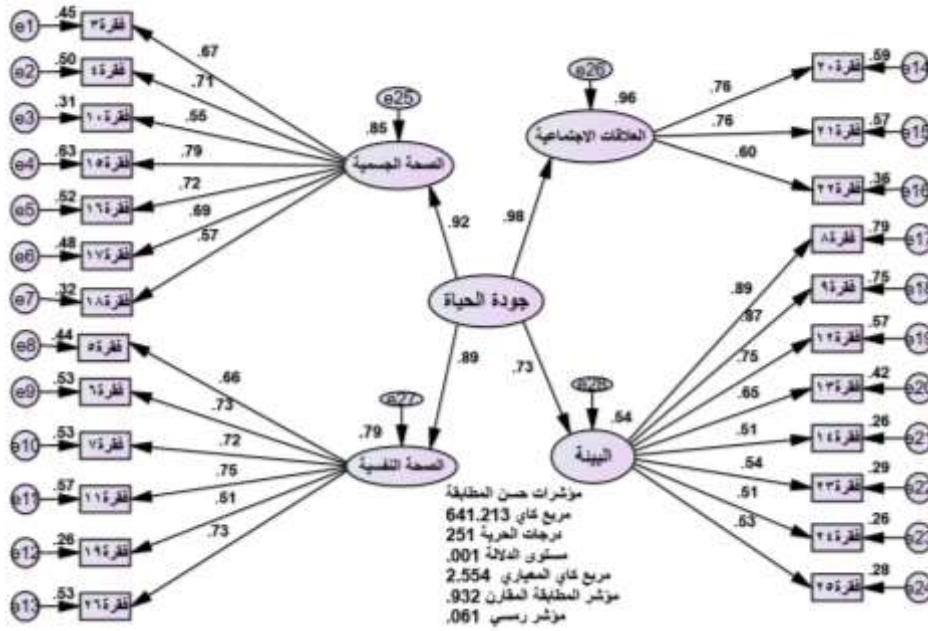 e1 .45 فقرة٣ .67
e2 .50 فقرة٤ .71
e3 .31 فقرة١٠ .55
e4 .63 فقرة١٥ .79
e5 .52 فقرة١٦ .72
e6 .48 فقرة١٧ .69
e7 .32 فقرة١٨ .57
e25
.85
الصحة الجسمية
.92
e26
.96
العلاقات الاجتماعية
.98
.76 فقرة٢٠ .59 e14
.76 فقرة٢١ .57 e15
.60 فقرة٢٢ .36 e16
جودة الحياة
e8 .44 فقرة٥ .66
e9 .53 فقرة٦ .73
e10 .53 فقرة٧ .72
e11 .57 فقرة١١ .75
e12 .26 فقرة١٩ .51
e13 .53 فقرة٢٦ .73
e27
.79
الصحة النفسية
.89
e28
.54
البيئة
.73
.89 فقرة٨ .79 e17
.87 فقرة٩ .75 e18
.75 فقرة١٢ .57 e19
.65 فقرة١٣ .42 e20
.51 فقرة١٤ .26 e21
.54 فقرة٢٣ .29 e22
.51 فقرة٢٤ .26 e23
.53 فقرة٢٥ .28 e24
مؤشرات حسن المطابقة
مربع كاي 641.213
درجات الحرية 251
مستوى الدلالة .001
مربع كاي المعياري 2.554
مؤشر المطابقة المقارن .932
مؤشر رمسي .061